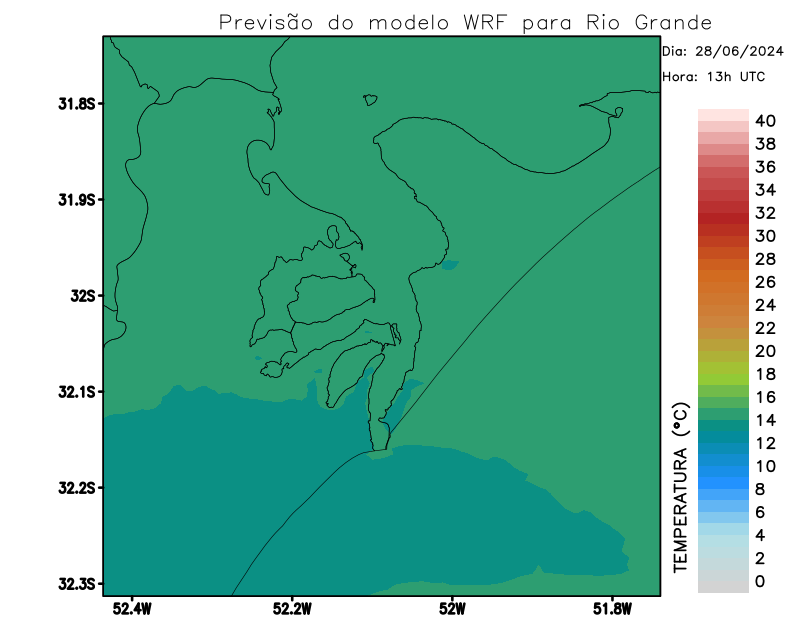 Previsão do modelo WRF para Rio Grande
Dia: 28/06/2024
Hora: 13h UTC
31.8S
31.9S
32S
32.1S
32.2S
32.3S
52.4W
52.2W
52W
51.8W
TEMPERATURA (°C)
40
38
36
34
32
30
28
26
24
22
20
18
16
14
12
10
8
6
4
2
0